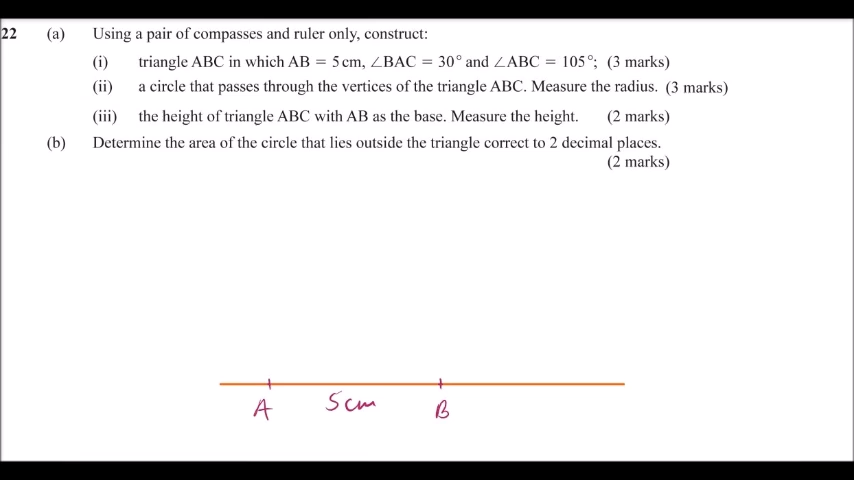 22 (a) Using a pair of compasses and ruler only, construct:
(i) triangle ABC in which AB = 5 cm, ∠BAC = 30° and ∠ABC = 105°; (3 marks)
(ii) a circle that passes through the vertices of the triangle ABC. Measure the radius. (3 marks)
(iii) the height of triangle ABC with AB as the base. Measure the height. (2 marks)
(b) Determine the area of the circle that lies outside the triangle correct to 2 decimal places.
(2 marks)
A 5cm B